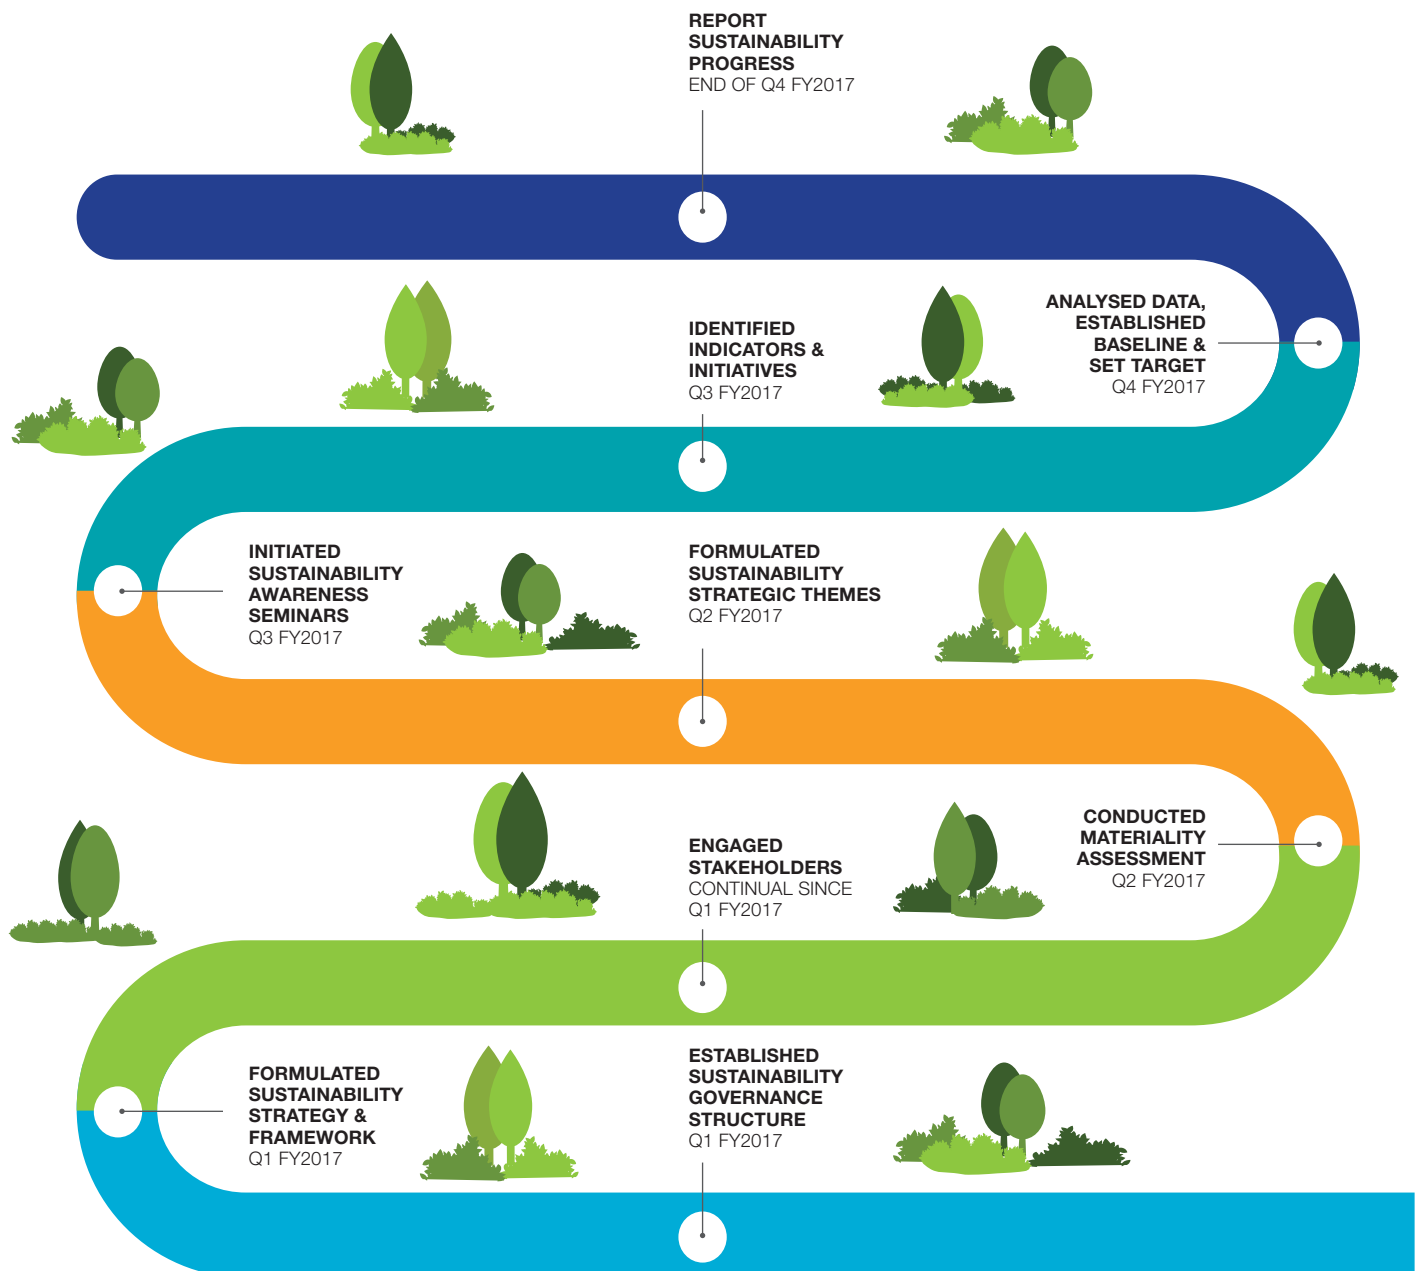 REPORT
SUSTAINABILITY
PROGRESS
END OF Q4 FY2017
ANALYSED DATA,
ESTABLISHED
BASELINE &
SET TARGET
Q4 FY2017
IDENTIFIED
INDICATORS &
INITIATIVES
Q3 FY2017
INITIATED
SUSTAINABILITY
AWARENESS
SEMINARS
Q3 FY2017
FORMULATED
SUSTAINABILITY
STRATEGIC THEMES
Q2 FY2017
CONDUCTED
MATERIALITY
ASSESSMENT
Q2 FY2017
ENGAGED
STAKEHOLDERS
CONTINUAL SINCE
Q1 FY2017
FORMULATED
SUSTAINABILITY
STRATEGY &
FRAMEWORK
Q1 FY2017
ESTABLISHED
SUSTAINABILITY
GOVERNANCE
STRUCTURE
Q1 FY2017